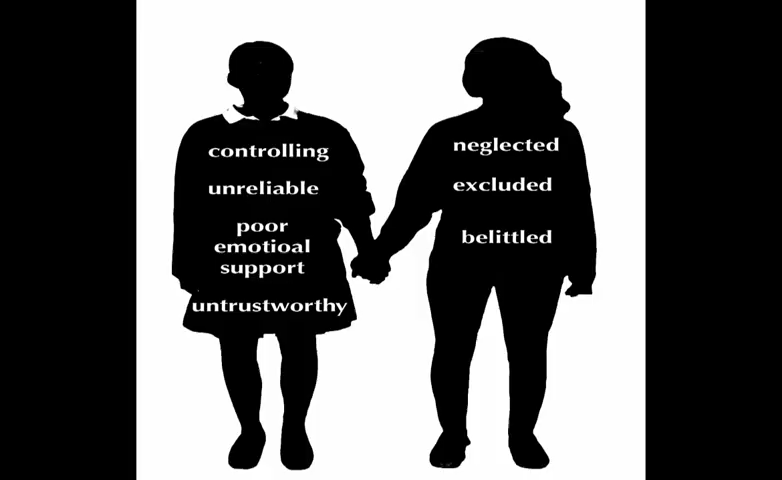 controlling
unreliable
poor
emotioal
support
untrustworthy
neglected
excluded
belittled